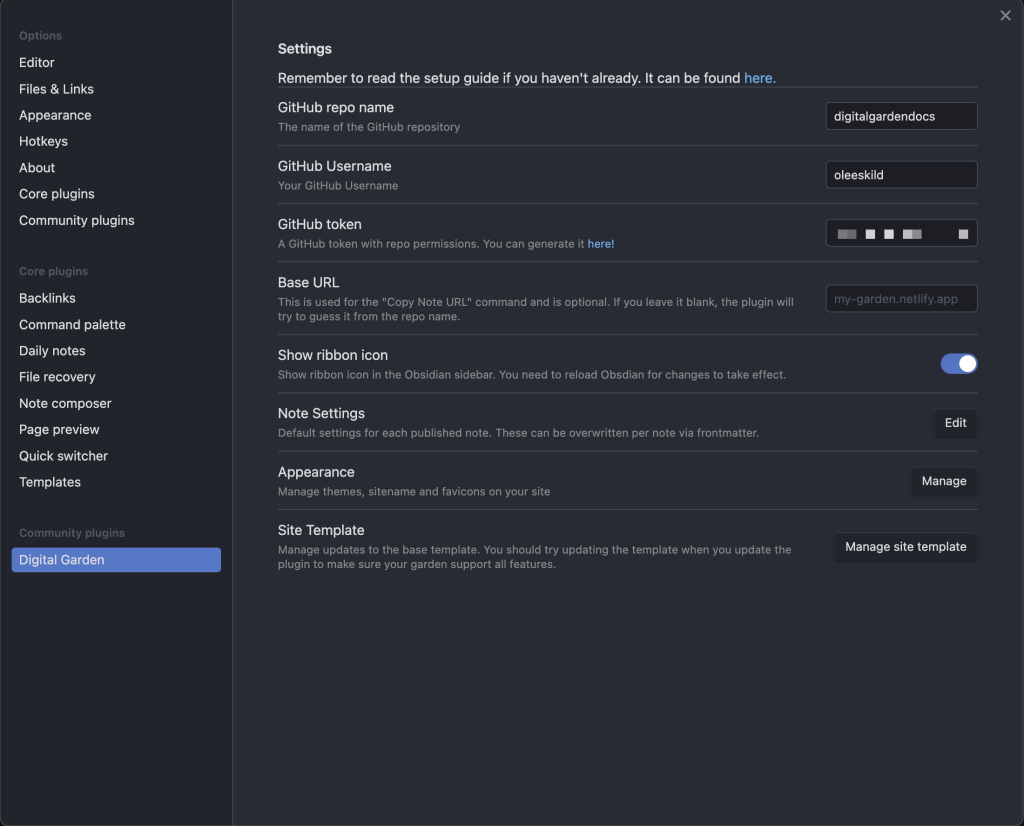 Options
Editor
Files & Links
Appearance
Hotkeys
About
Core plugins
Community plugins
Core plugins
Backlinks
Command palette
Daily notes
File recovery
Note composer
Page preview
Quick switcher
Templates
Community plugins
Digital Garden
Settings
Remember to read the setup guide if you haven't already. It can be found here.
GitHub repo name
The name of the GitHub repository
digitalgardendocs
GitHub Username
Your GitHub Username
oleeskild
GitHub token
A GitHub token with repo permissions. You can generate it here!
Base URL
This is used for the "Copy Note URL" command and is optional. If you leave it blank, the plugin will
try to guess it from the repo name.
my-garden.netlify.app
Show ribbon icon
Show ribbon icon in the Obsidian sidebar. You need to reload Obsdian for changes to take effect.
Note Settings
Default settings for each published note. These can be overwritten per note via frontmatter.
Edit
Appearance
Manage themes, sitename and favicons on your site
Manage
Site Template
Manage updates to the base template. You should try updating the template when you update the
plugin to make sure your garden support all features.
Manage site template